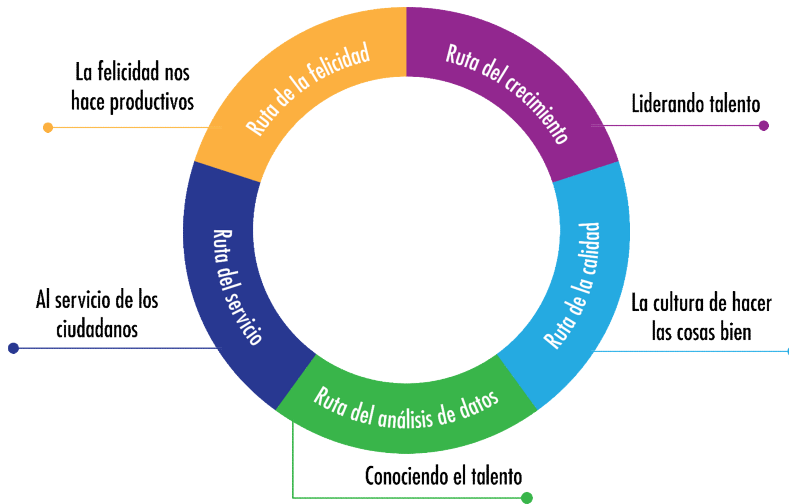 La felicidad nos
hace productivos
Ruta de la felicidad
Ruta del crecimiento
Liderando talento
Ruta del servicio
Ruta de la calidad
Al servicio de los
ciudadanos
La cultura de hacer
las cosas bien
Ruta del análisis de datos
Conociendo el talento